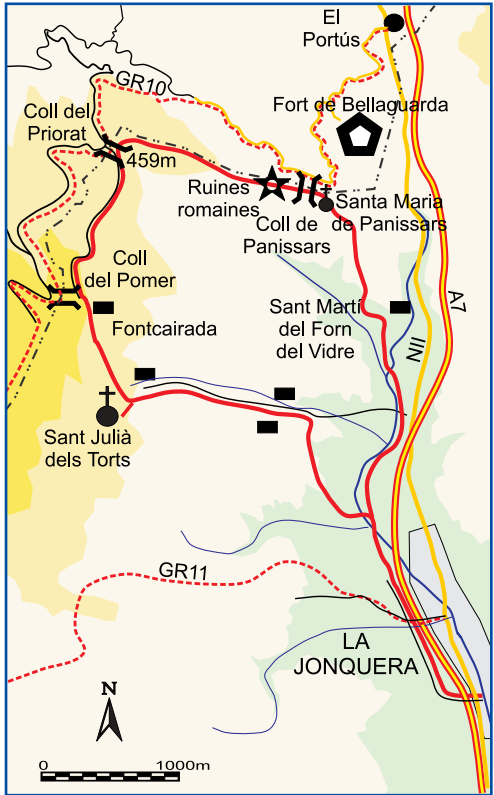 El
Portús
GR10
Fort de Bellaguarda
Coll del
Priorat
459m
Ruines
romaines
Santa Maria
de Panissars
Coll de
Panissars
Coll
del Pomer
A7
Sant Martí
del Forn
del Vidre
NII
Fontcairada
Sant Julià
dels Torts
GR11
LA
JONQUERA
N
0 1000m